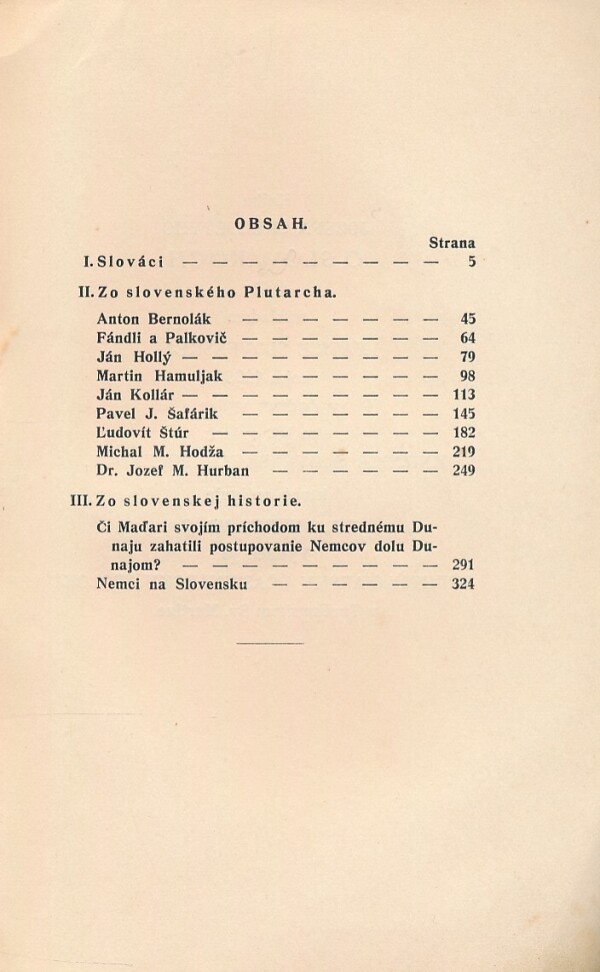 OBSAH.
Strana
I. Slováci — — — — — — — — — 5
II. Zo slovenského Plutarcha.
Anton Bernolák — — — — — — — 45
Fándli a Palkovič — — — — — — — 64
Ján Hollý — — — — — — — — — 79
Martin Hamuljak — — — — — — — 98
Ján Kollár — — — — — — — — — 113
Pavel J. Šafárik — — — — — — — 145
Ľudovít Štúr — — — — — — — — 182
Michal M. Hodža — — — — — — — 219
Dr. Jozef M. Hurban — — — — — — 249
III. Zo slovenskej historie.
Či Maďari svojím príchodom ku strednému Du-
naju zahatili postupovanie Nemcov dolu Du-
najom? — — — — — — — — — 291
Nemci na Slovensku — — — — — — 324